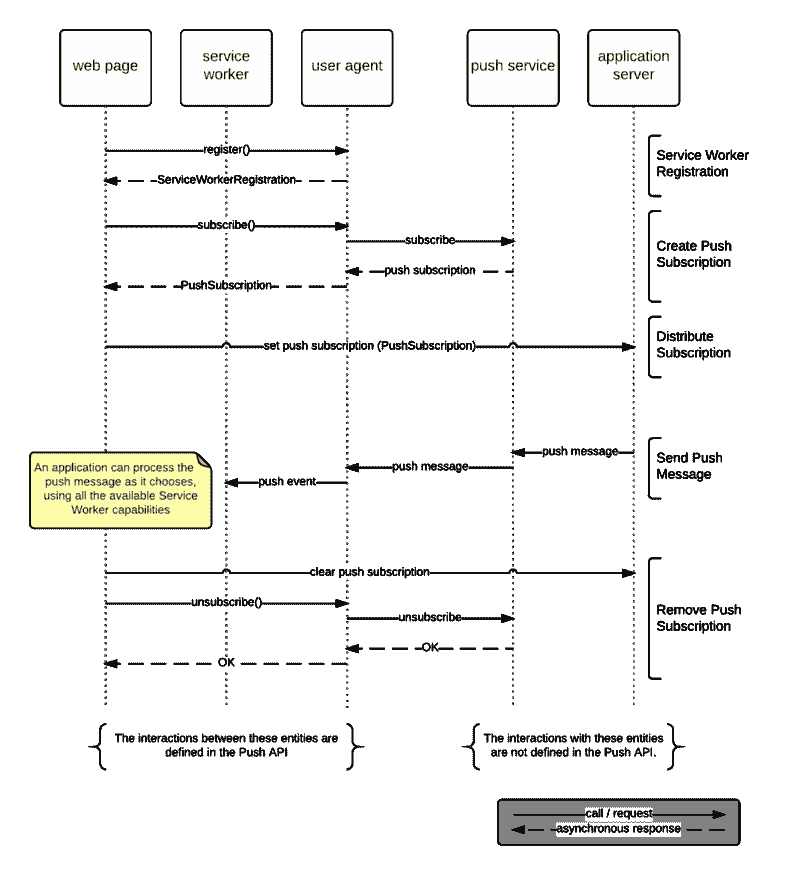 web page
service
worker
user agent
push service
application
server
register()
Service Worker
Registration
ServiceWorkerRegistration
subscribe()
subscribe
Create Push
Subscription
push subscription
PushSubscription
set push subscription (PushSubscription)
Distribute
Subscription
push message
push message
push event
Send Push
Message
An application can process the
push message as it chooses,
using all the available Service
Worker capabilities
clear push subscription
unsubscribe()
unsubscribe
Remove Push
Subscription
OK
OK
The interactions between these entities are
defined in the Push API
The interactions with these entities
are not defined in the Push API.
call / request
asynchronous response